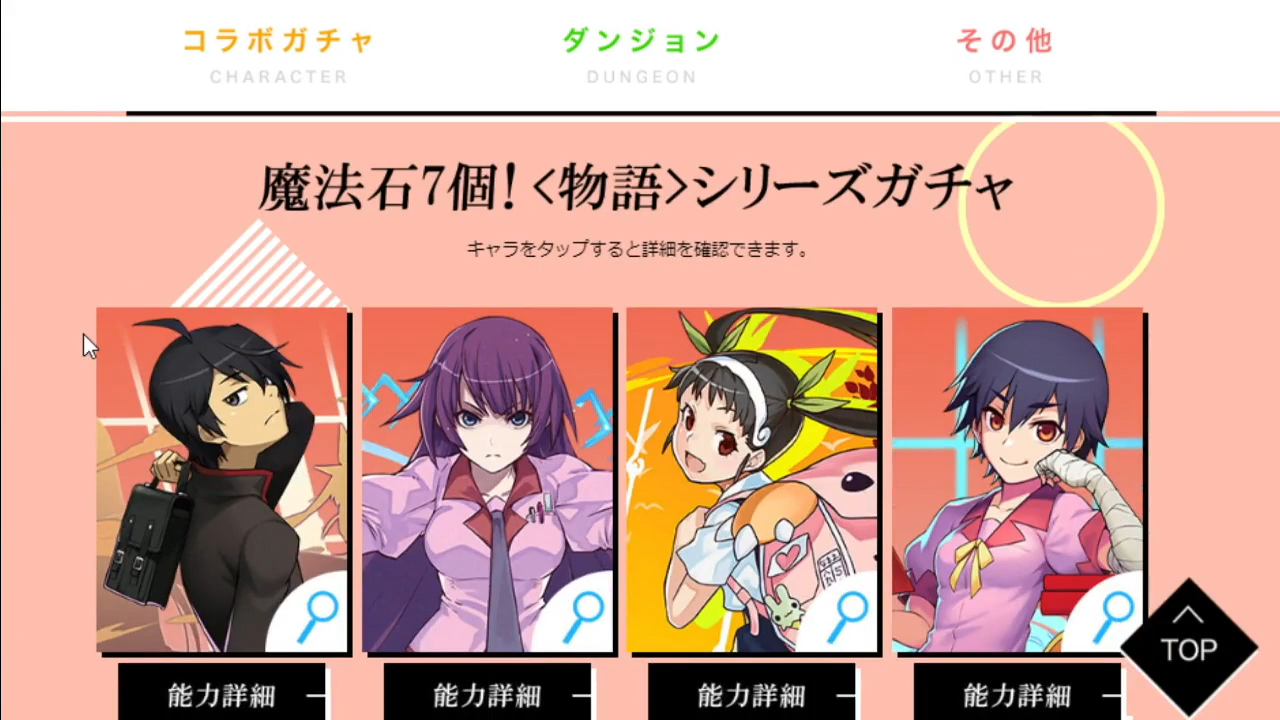 コラボガチャ
CHARACTER
ダンジョン
DUNGEON
その他
OTHER
魔法石7個!<物語>シリーズガチャ
キャラをタップすると詳細を確認できます。
能力詳細
能力詳細
能力詳細
能力詳細
TOP